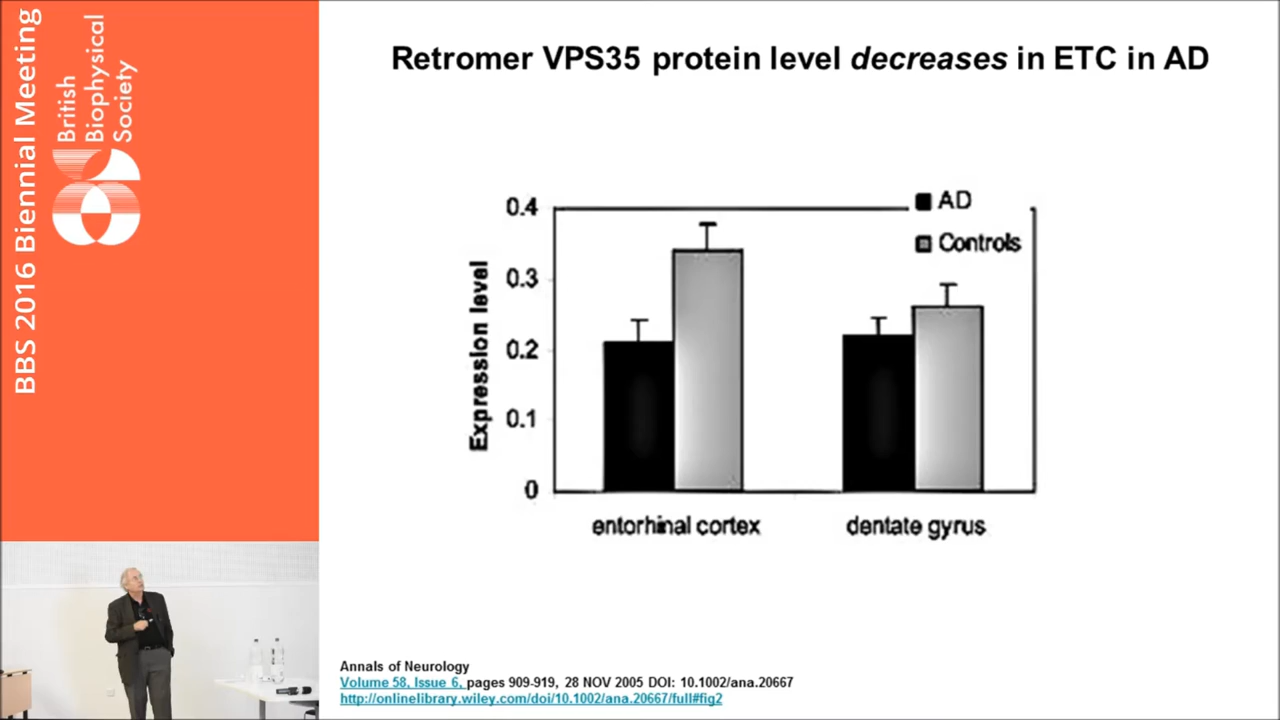 BBS 2016 Biennial Meeting
British
Biophysical
Society
Retromer VPS35 protein level decreases in ETC in AD
AD
Controls
Expression level
0.4
0.3
0.2
0.1
0
entorhinal cortex
dentate gyrus
Annals of Neurology
Volume 58, Issue 6, pages 909-919, 28 NOV 2005 DOI: 10.1002/ana.20667
http://onlinelibrary.wiley.com/doi/10.1002/ana.20667/full#fig2